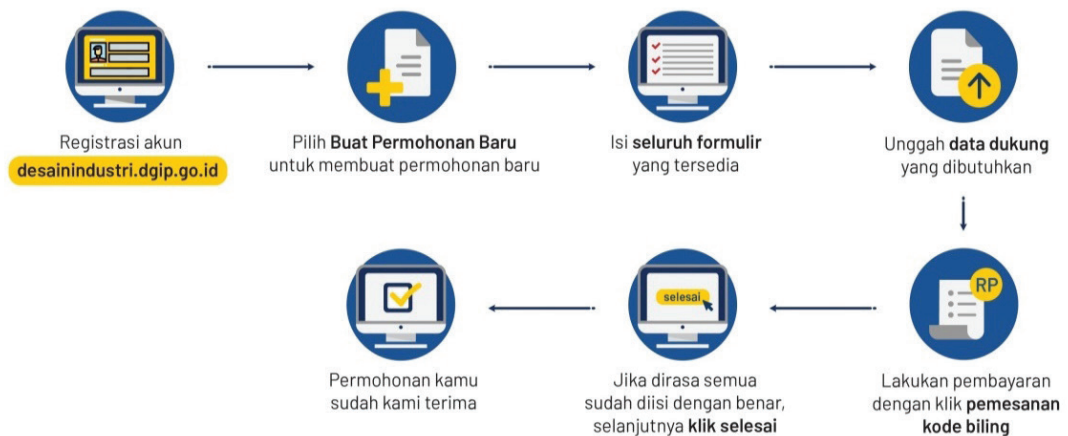 Registrasi akun
desainindustri.dgip.go.id
Pilih Buat Permohonan Baru
untuk membuat permohonan baru
Isi seluruh formulir
yang tersedia
Unggah data dukung
yang dibutuhkan
RP
Lakukan pembayaran
dengan klik pemesanan
kode biling
selesai
Jika dirasa semua
sudah diisi dengan benar,
selanjutnya klik selesai
Permohonan kamu
sudah kami terima